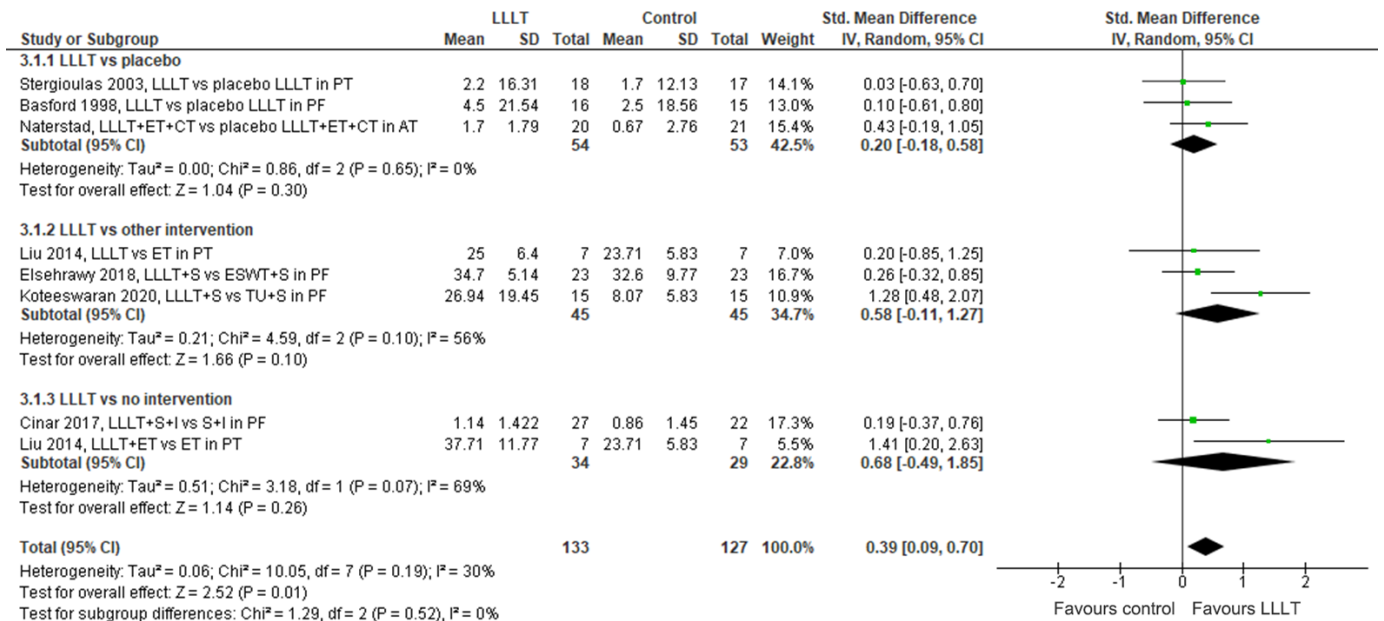 LLLT Control Std. Mean Difference Std. Mean Difference
Study or Subgroup Mean SD Total Mean SD Total Weight IV, Random, 95% CI IV, Random, 95% CI
3.1.1 LLLT vs placebo
Stergioulas 2003, LLLT vs placebo LLLT in PT 2.2 16.31 18 1.7 12.13 17 14.1% 0.03 [-0.63, 0.70]
Basford 1998, LLLT vs placebo LLLT in PF 4.5 21.54 16 2.5 18.56 15 13.0% 0.10 [-0.61, 0.80]
Naterstad, LLLT+ET+CT vs placebo LLLT+ET+CT in AT 1.7 1.79 20 0.67 2.76 21 15.4% 0.43 [-0.19, 1.05]
Subtotal (95% CI) 54 53 42.5% 0.20 [-0.18, 0.58]
Heterogeneity: Tau² = 0.00; Chi² = 0.86, df = 2 (P = 0.65); I² = 0%
Test for overall effect: Z = 1.04 (P = 0.30)
3.1.2 LLLT vs other intervention
Liu 2014, LLLT vs ET in PT 25 6.4 7 23.71 5.83 7 7.0% 0.20 [-0.85, 1.25]
Elsehrawy 2018, LLLT+S vs ESWT+S in PF 34.7 5.14 23 32.6 9.77 23 16.7% 0.26 [-0.32, 0.85]
Koteeswaran 2020, LLLT+S vs TU+S in PF 26.94 19.45 15 8.07 5.83 15 10.9% 1.28 [0.48, 2.07]
Subtotal (95% CI) 45 45 34.7% 0.58 [-0.11, 1.27]
Heterogeneity: Tau² = 0.21; Chi² = 4.59, df = 2 (P = 0.10); I² = 56%
Test for overall effect: Z = 1.66 (P = 0.10)
3.1.3 LLLT vs no intervention
Cinar 2017, LLLT+S+I vs S+I in PF 1.14 1.422 27 0.86 1.45 22 17.3% 0.19 [-0.37, 0.76]
Liu 2014, LLLT+ET vs ET in PT 37.71 11.77 7 23.71 5.83 7 5.5% 1.41 [0.20, 2.63]
Subtotal (95% CI) 34 29 22.8% 0.68 [-0.49, 1.85]
Heterogeneity: Tau² = 0.51; Chi² = 3.18, df = 1 (P = 0.07); I² = 69%
Test for overall effect: Z = 1.14 (P = 0.26)
Total (95% CI) 133 127 100.0% 0.39 [0.09, 0.70]
Heterogeneity: Tau² = 0.06; Chi² = 10.05, df = 7 (P = 0.19); I² = 30%
Test for overall effect: Z = 2.52 (P = 0.01)
Test for subgroup differences: Chi² = 1.29, df = 2 (P = 0.52), I² = 0%
-2 -1 0 1 2
Favours control Favours LLLT